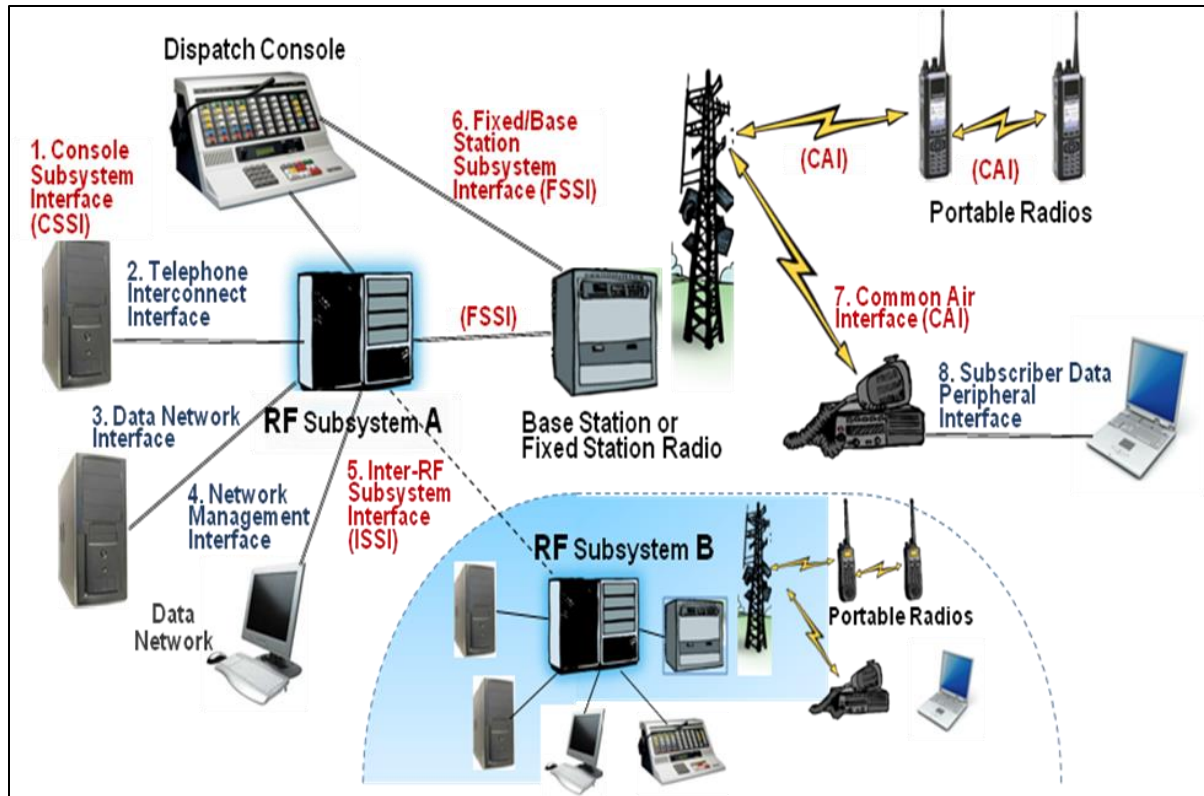 Dispatch Console
1. Console
Subsystem
Interface
(CSSI)
6. Fixed/Base
Station
Subsystem
Interface (FSSI)
(CAI)
(CAI)
Portable Radios
2. Telephone
Interconnect
Interface
(FSSI)
7. Common Air
Interface (CAI)
8. Subscriber Data
Peripheral
Interface
RF Subsystem A
Base Station or
Fixed Station Radio
3. Data Network
Interface
4. Network
Management
Interface
5. Inter-RF
Subsystem
Interface
(ISSI)
RF Subsystem B
Portable Radios
Data
Network